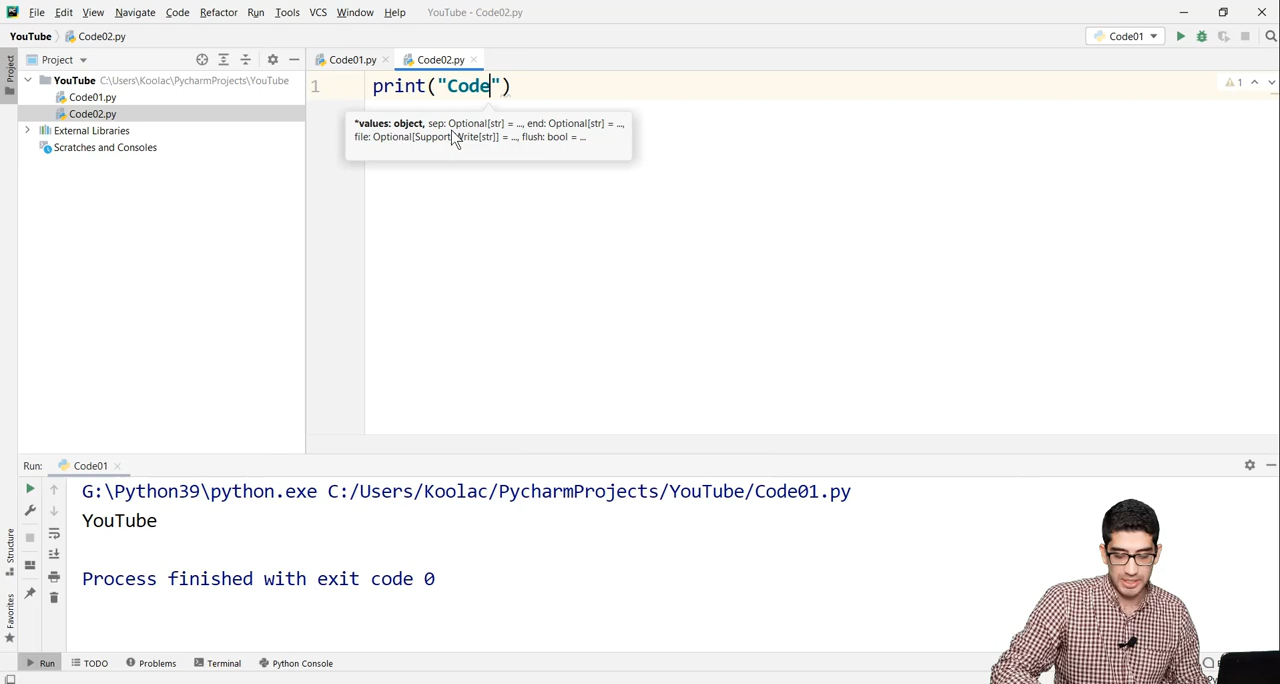 File Edit View Navigate Code Refactor Run Tools VCS Window Help YouTube - Code02.py
YouTube Code02.py Code01
Project Code01.py Code02.py
Project
YouTube C:\Users\Koolac\PycharmProjects\YouTube
Code01.py
Code02.py
External Libraries
Scratches and Consoles
1 print("Code")
1
*values: object, sep: Optional[str] = ..., end: Optional[str] = ...,
file: Optional[Support Write[str]] = ..., flush: bool = ...
Run: Code01
G:\Python39\python.exe C:/Users/Koolac/PycharmProjects/YouTube/Code01.py
YouTube
Process finished with exit code 0
Structure
Favorites
Run TODO Problems Terminal Python Console